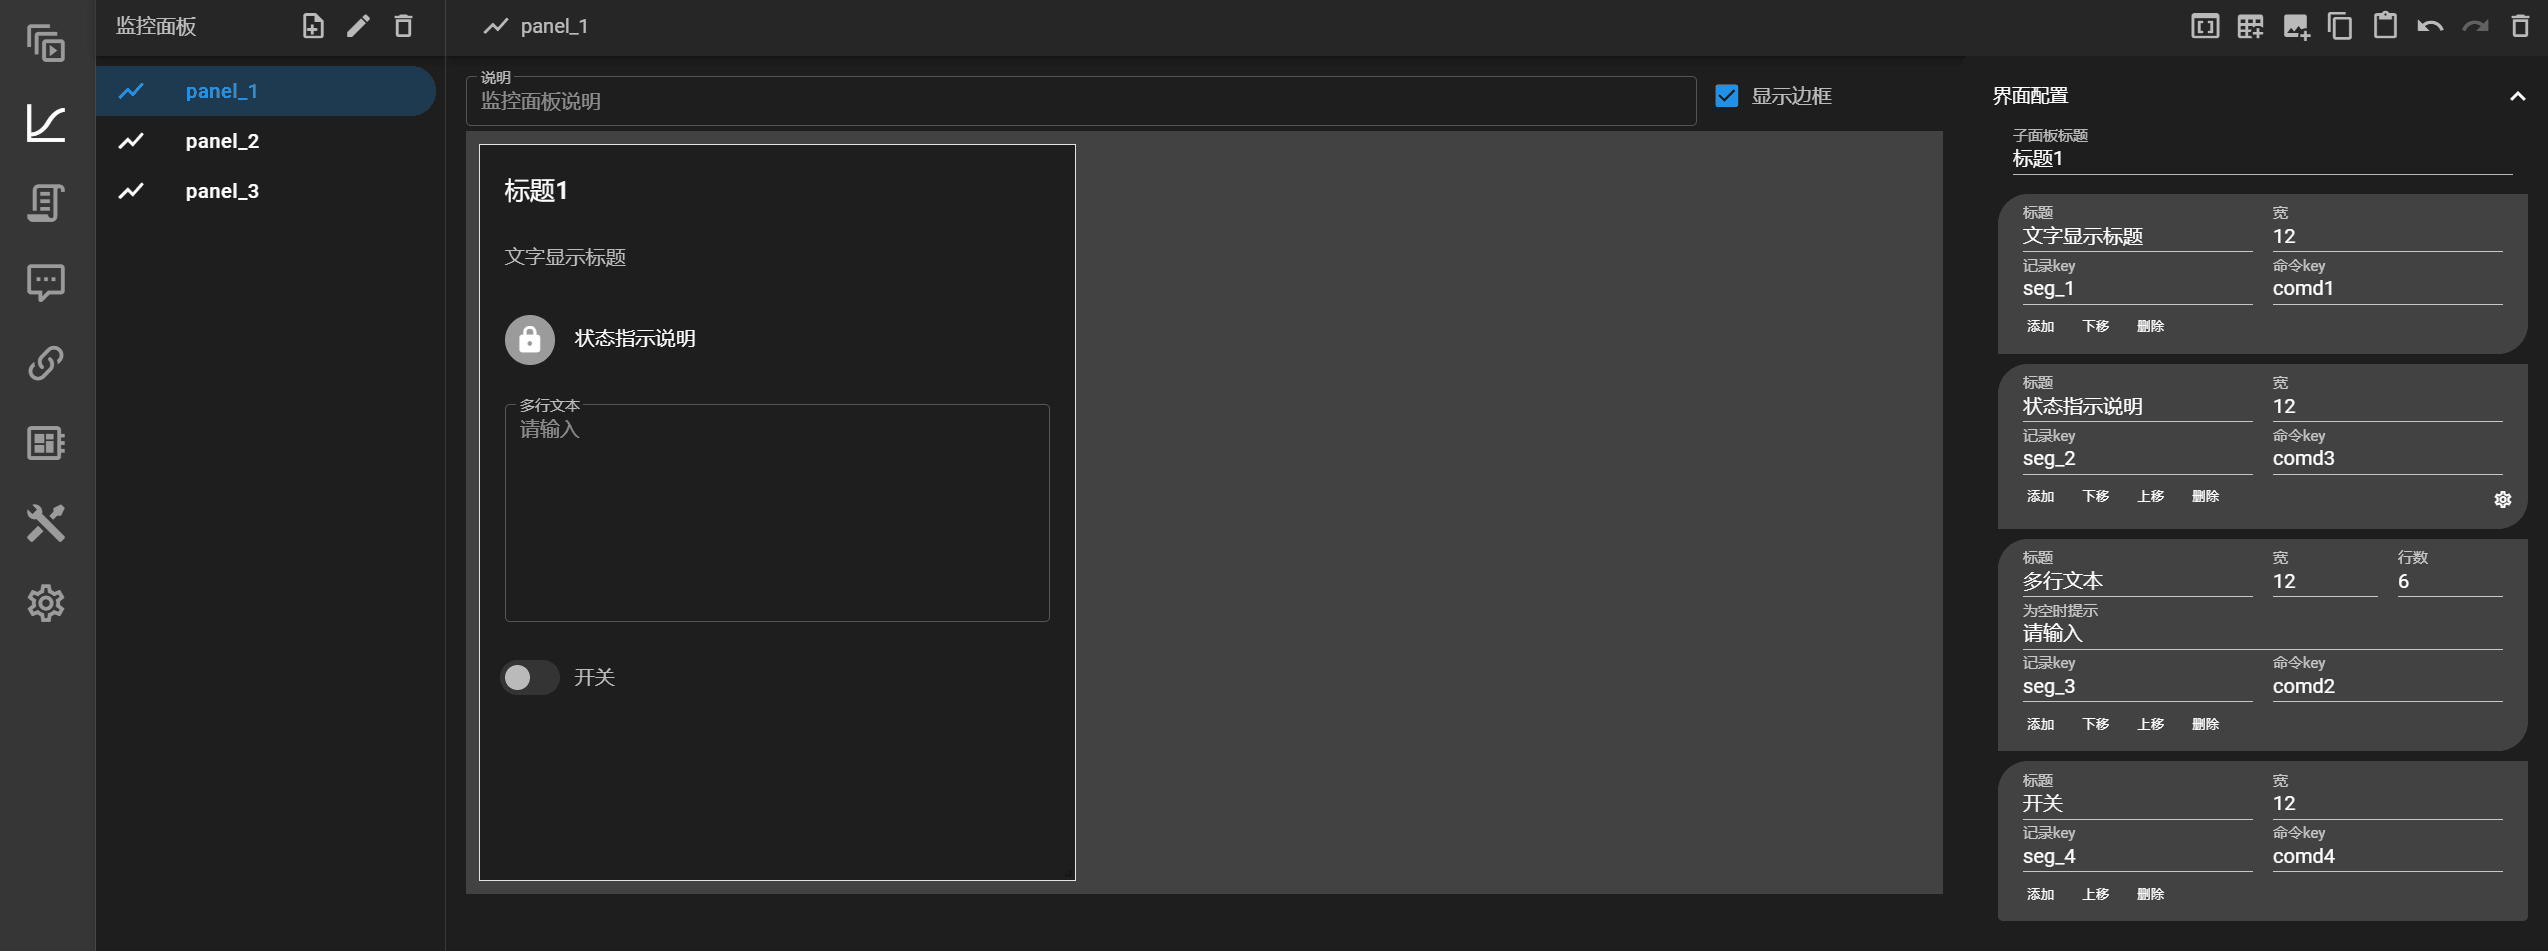 监控面板
panel_1
panel_2
panel_3
panel_1
说明
监控面板说明
显示边框
标题1
文字显示标题
状态指示说明
多行文本
请输入
开关
界面配置
子面板标题
标题1
标题 宽
文字显示标题 12
记录key 命令key
seg_1 comd1
添加 下移 删除
标题 宽
状态指示说明 12
记录key 命令key
seg_2 comd3
添加 下移 上移 删除
标题 宽 行数
多行文本 12 6
为空时提示
请输入
记录key 命令key
seg_3 comd2
添加 下移 上移 删除
标题 宽
开关 12
记录key 命令key
seg_4 comd4
添加 上移 删除